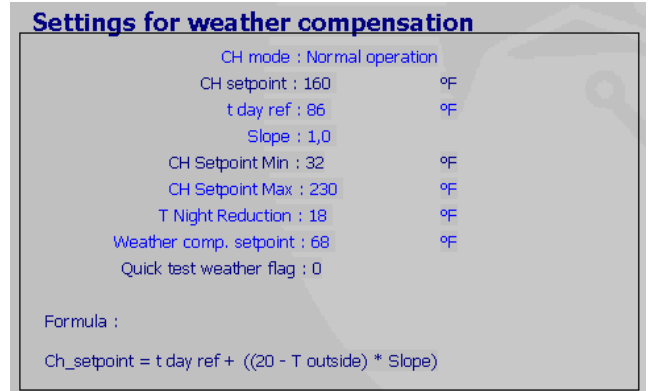 Settings for weather compensation
CH mode : Normal operation
CH setpoint : 160 ºF
t day ref : 86 ºF
Slope : 1,0
CH Setpoint Min : 32 ºF
CH Setpoint Max : 230 ºF
T Night Reduction : 18 ºF
Weather comp. setpoint : 68 ºF
Quick test weather flag : 0
Formula :
Ch_setpoint = t day ref + ((20 - T outside) * Slope)